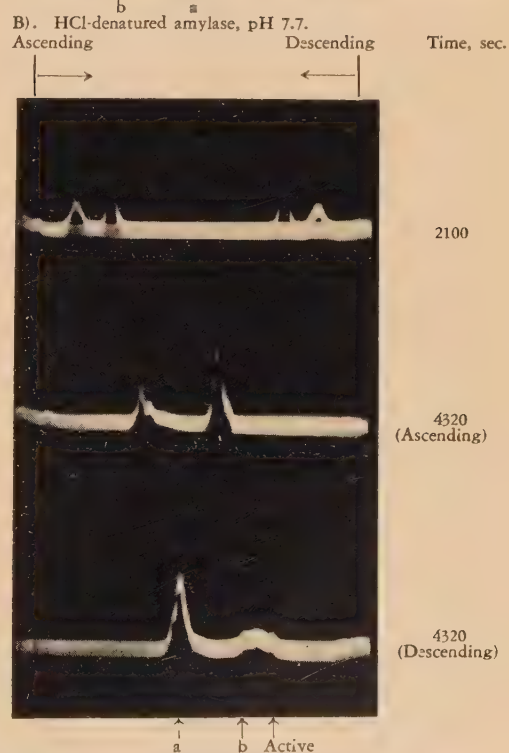 b a
B). HCl-denatured amylase, pH 7.7.
Ascending Descending Time, sec.
2100
4320
(Ascending)
4320
(Descending)
a b Active